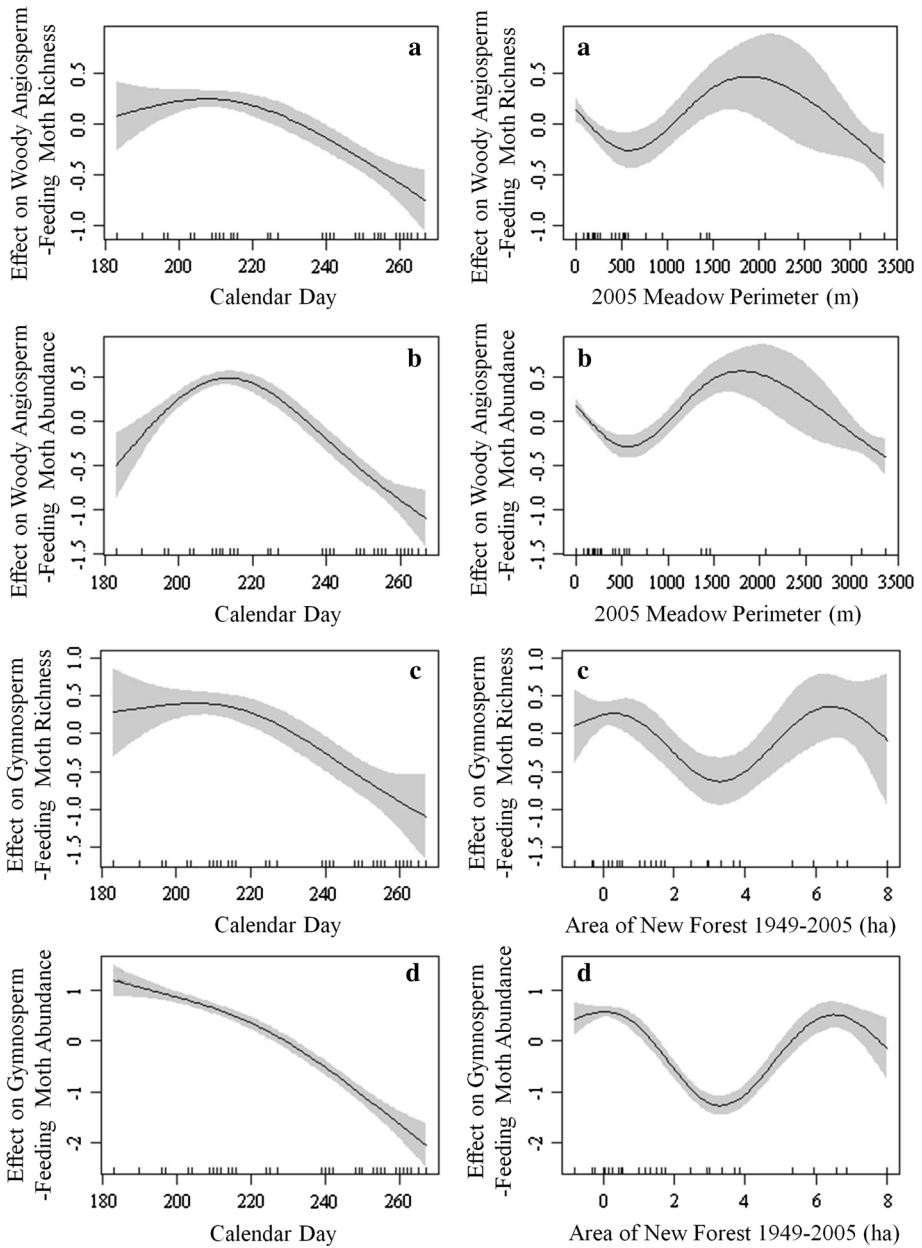 Effect on Woody Angiosperm
-Feeding Moth Richness
0.5
0.0
-0.5
-1.0
a
180 200 220 240 260
Calendar Day
Effect on Woody Angiosperm
-Feeding Moth Richness
0.5
0.0
-0.5
-1.0
a
0 500 1000 1500 2000 2500 3000 3500
2005 Meadow Perimeter (m)
Effect on Woody Angiosperm
-Feeding Moth Abundance
0.5
0.0
-0.5
-1.0
-1.5
b
180 200 220 240 260
Calendar Day
Effect on Woody Angiosperm
-Feeding Moth Abundance
0.5
0.0
-0.5
-1.0
-1.5
b
0 500 1000 1500 2000 2500 3000 3500
2005 Meadow Perimeter (m)
Effect on Gymnosperm
-Feeding Moth Richness
1.0
0.5
0.0
-0.5
-1.0
-1.5
c
180 200 220 240 260
Calendar Day
Effect on Gymnosperm
-Feeding Moth Richness
1.0
0.5
0.0
-0.5
-1.0
-1.5
c
0 2 4 6 8
Area of New Forest 1949-2005 (ha)
Effect on Gymnosperm
-Feeding Moth Abundance
1
0
-1
-2
d
180 200 220 240 260
Calendar Day
Effect on Gymnosperm
-Feeding Moth Abundance
1
0
-1
-2
d
0 2 4 6 8
Area of New Forest 1949-2005 (ha)